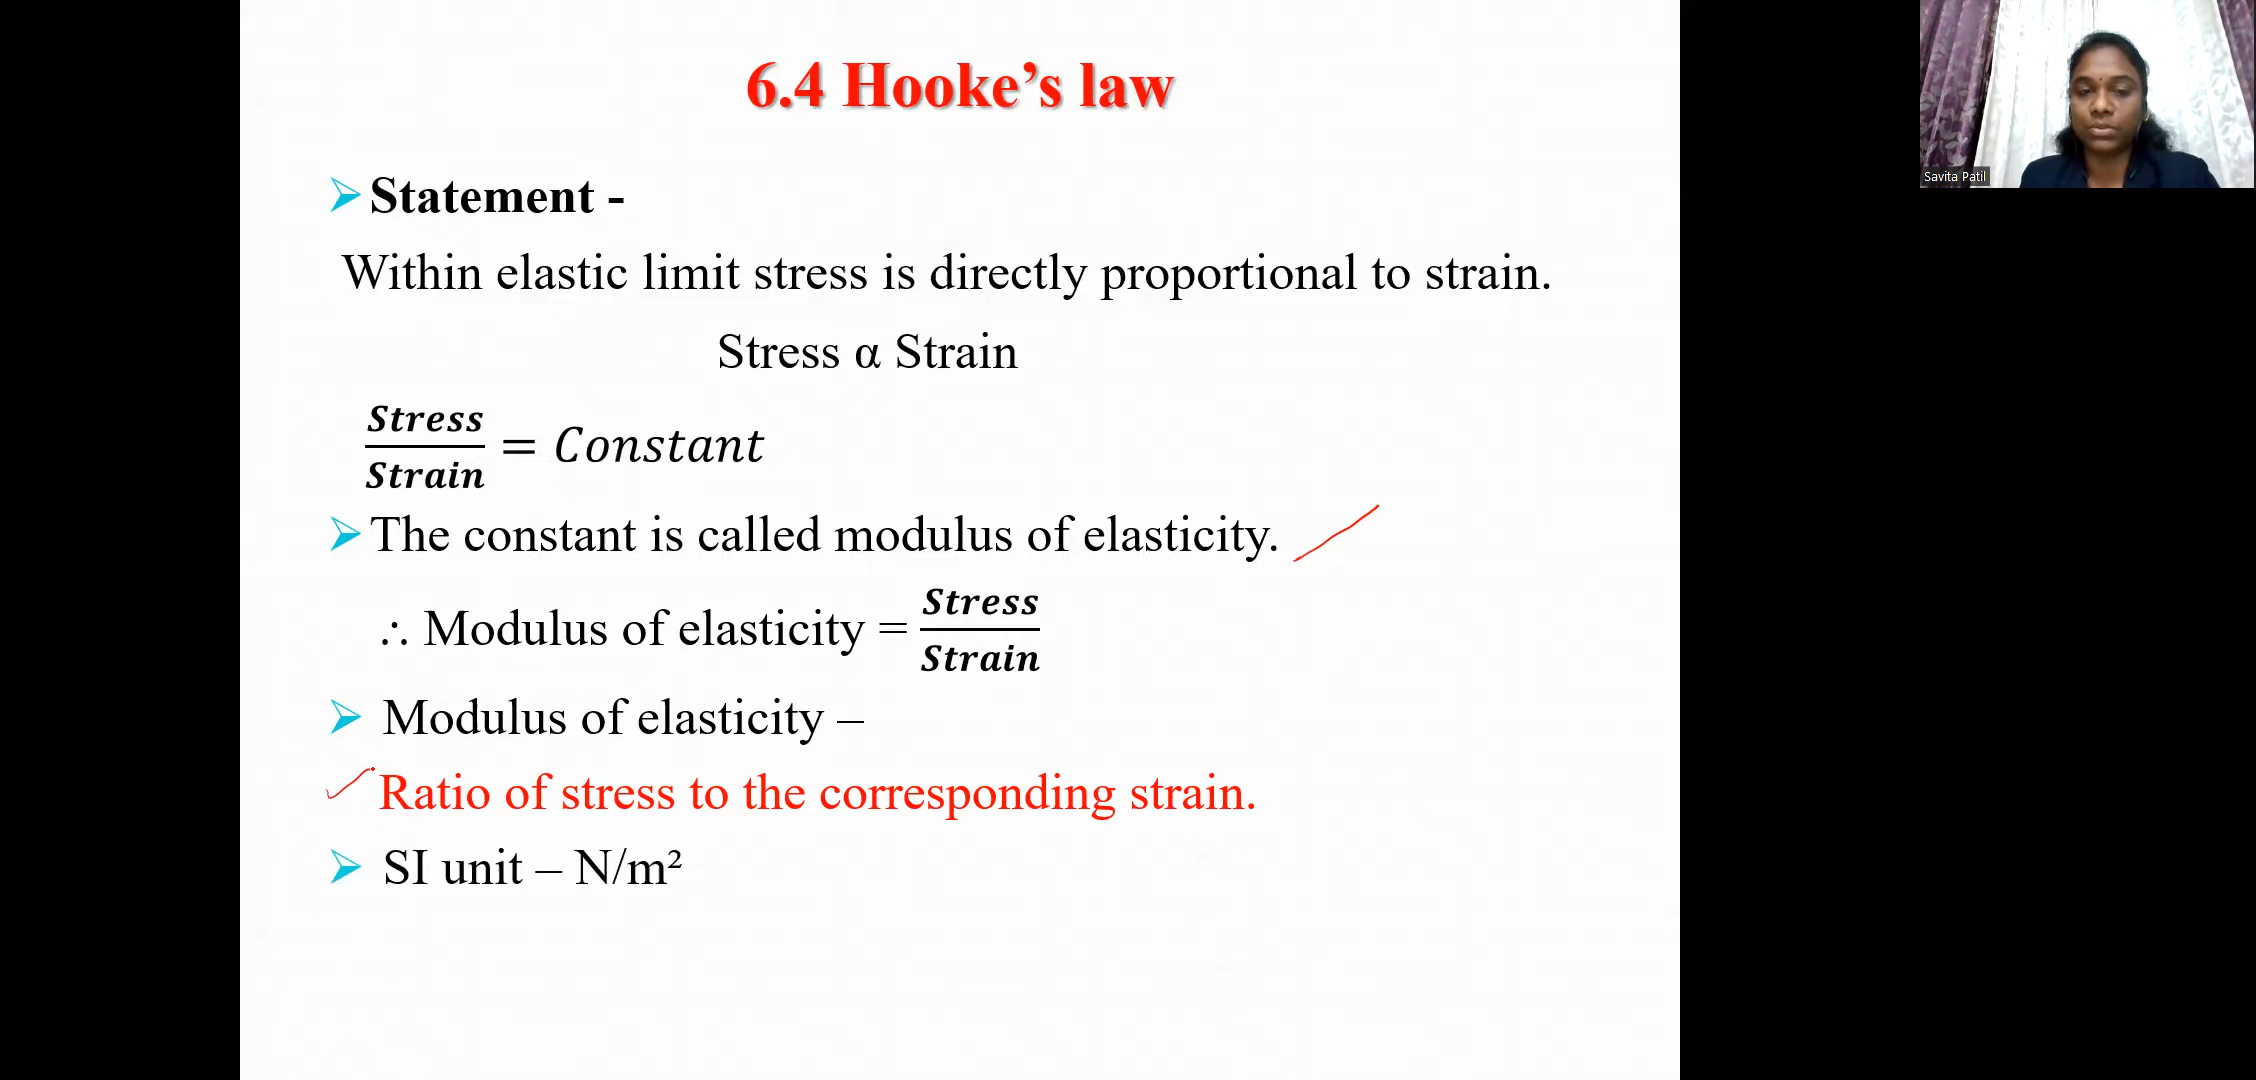 6.4 Hooke’s law
Statement -
Within elastic limit stress is directly proportional to strain.
Stress α Strain
Stress
Strain
= Constant
The constant is called modulus of elasticity.
∴ Modulus of elasticity =
Stress
Strain
Modulus of elasticity –
Ratio of stress to the corresponding strain.
SI unit – N/m²
Savita Patil